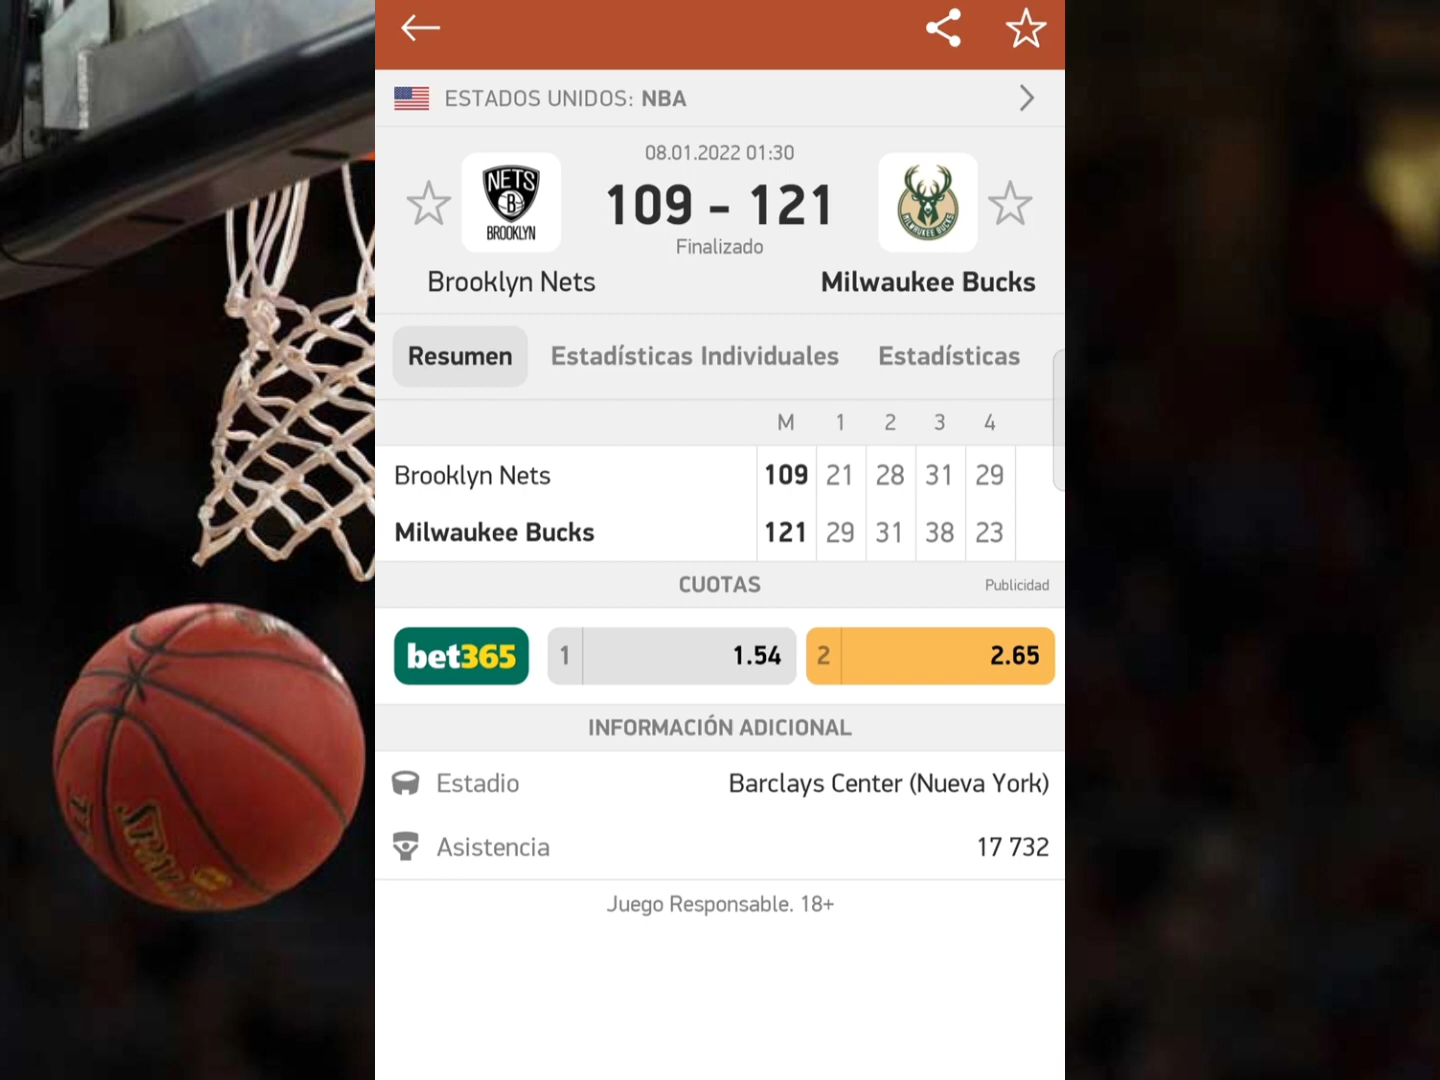 ESTADOS UNIDOS: NBA
08.01.2022 01:30
NETS
B
BROOKLYN
109 - 121
MILWAUKEE BUCKS
Finalizado
Brooklyn Nets
Milwaukee Bucks
Resumen Estadísticas Individuales Estadísticas
M 1 2 3 4
Brooklyn Nets 109 21 28 31 29
Milwaukee Bucks 121 29 31 38 23
CUOTAS Publicidad
bet365 1 1.54 2 2.65
INFORMACIÓN ADICIONAL
Estadio Barclays Center (Nueva York)
Asistencia 17 732
Juego Responsable. 18+